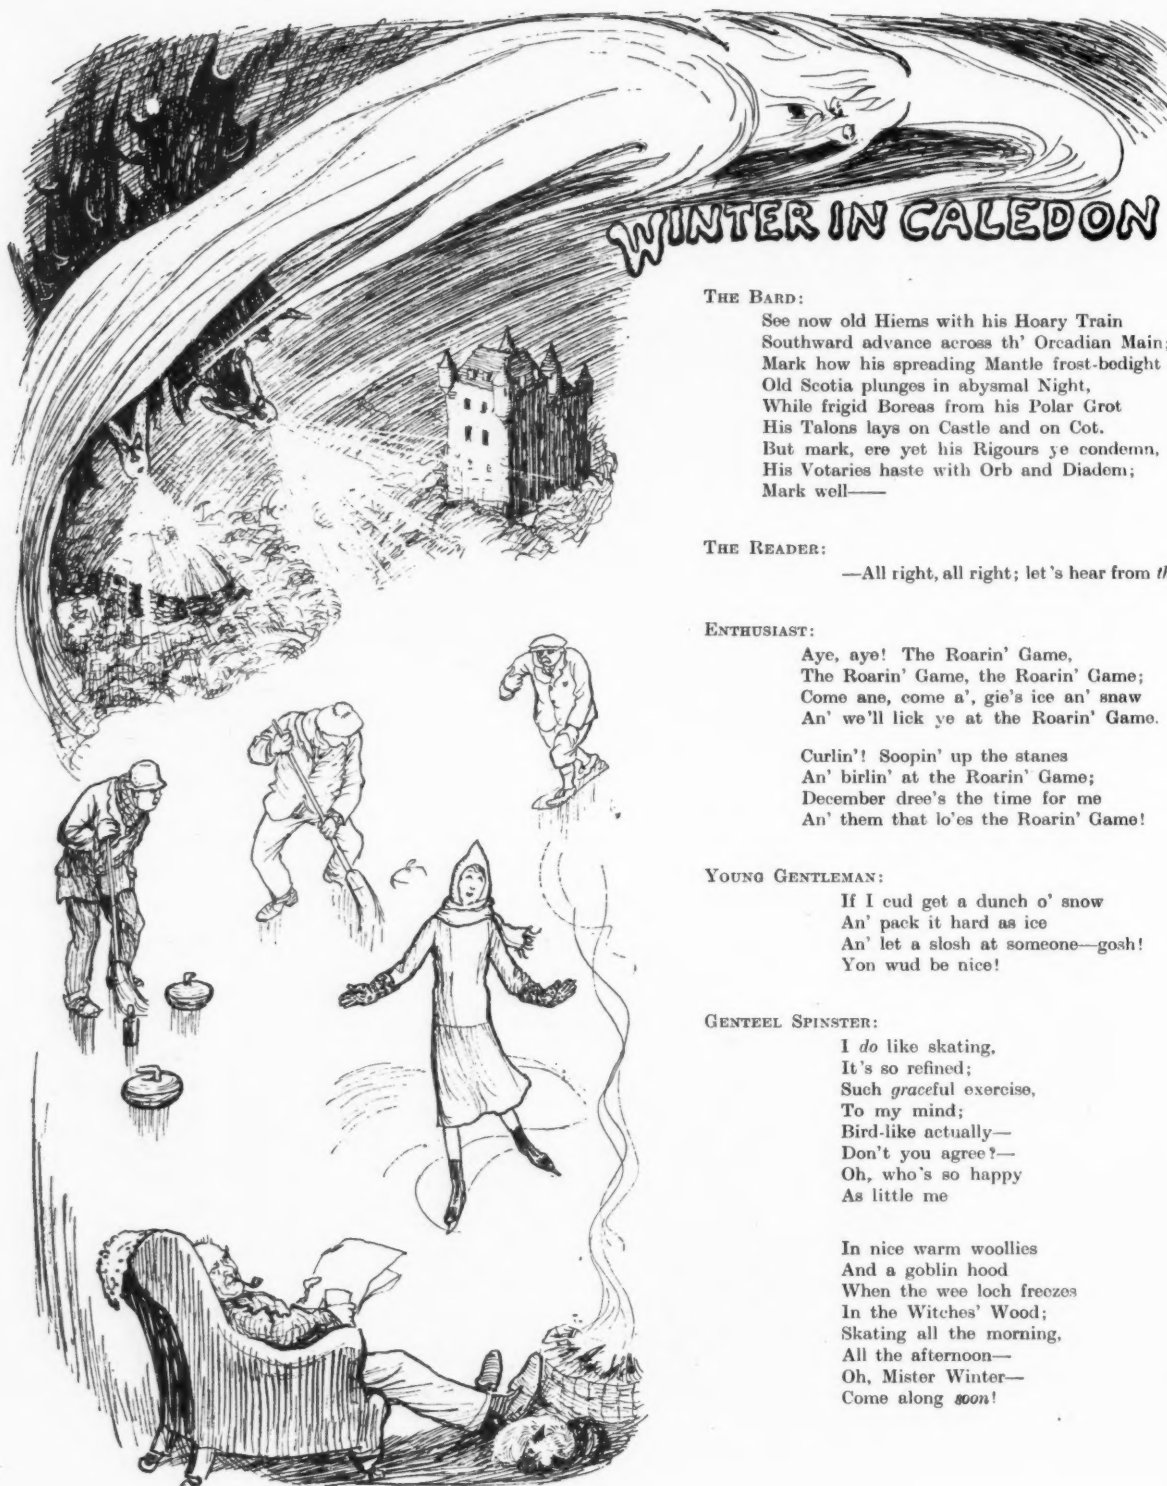 WINTER IN CALEDON
THE BARD:
See now old Hiems with his Hoary Train
Southward advance across th' Orcadian Main;
Mark how his spreading Mantle frost-bedight
Old Scotia plunges in abysmal Night,
While frigid Boreas from his Polar Grot
His Talons lays on Castle and on Cot.
But mark, ere yet his Rigours ye condemn,
His Votaries haste with Orb and Diadem;
Mark well——
THE READER:
—All right, all right; let's hear from
ENTHUSIAST:
Aye, aye! The Roarin' Game,
The Roarin' Game, the Roarin' Game;
Come ane, come a', gie's ice an' snaw
An' we'll lick ye at the Roarin' Game.
Curlin'! Soopin' up the stanes
An' birlin' at the Roarin' Game;
December dree's the time for me
An' them that lo'es the Roarin' Game!
YOUNG GENTLEMAN:
If I cud get a dunch o' snow
An' pack it hard as ice
An' let a slosh at someone—gosh!
Yon wud be nice!
GENTEEL SPINSTER:
I do like skating,
It's so refined;
Such graceful exercise,
To my mind;
Bird-like actually—
Don't you agree?—
Oh, who's so happy
As little me
In nice warm woollies
And a goblin hood
When the wee loch freezes
In the Witches' Wood;
Skating all the morning,
All the afternoon—
Oh, Mister Winter—
Come along soon!